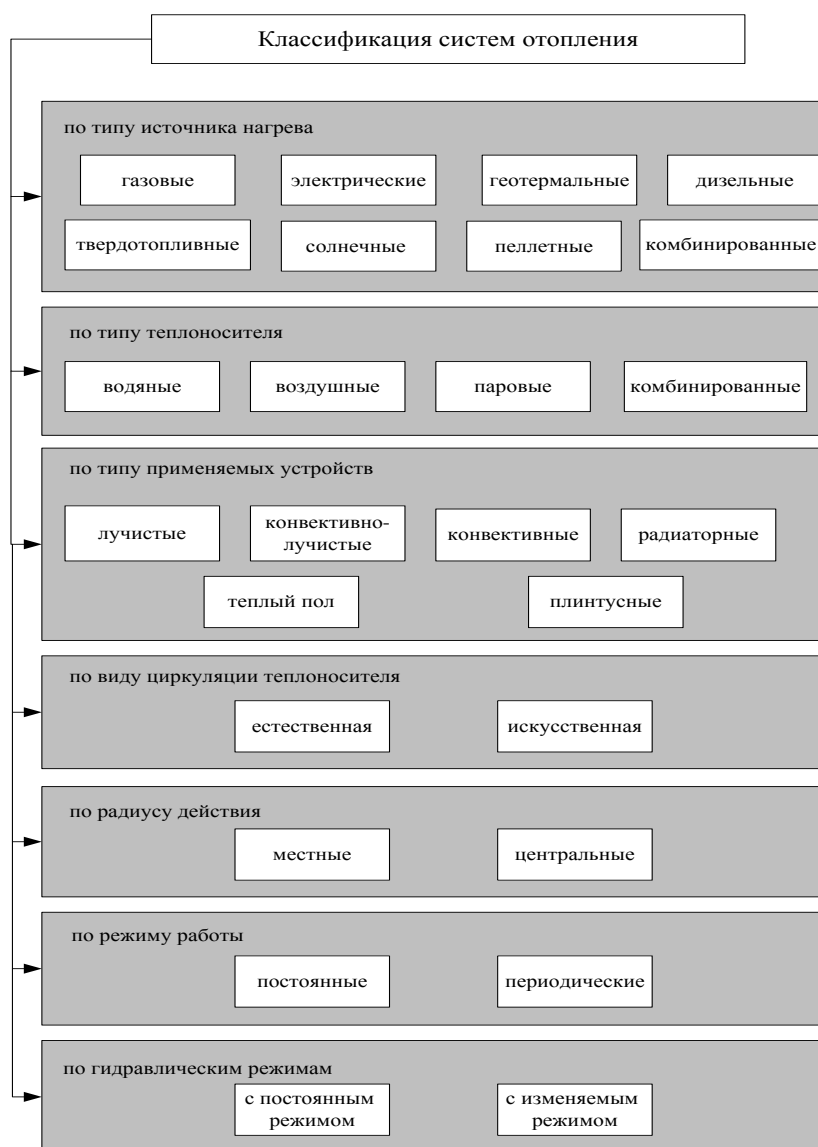 Классификация систем отопления
по типу источника нагрева
газовые
электрические
геотермальные
дизельные
твердотопливные
солнечные
пеллетные
комбинированные
по типу теплоносителя
водяные
воздушные
паровые
комбинированные
по типу применяемых устройств
лучистые
конвективно-
лучистые
конвективные
радиаторные
теплый пол
плинтусные
по виду циркуляции теплоносителя
естественная
искусственная
по радиусу действия
местные
центральные
по режиму работы
постоянные
периодические
по гидравлическим режимам
с постоянным
режимом
с изменяемым
режимом